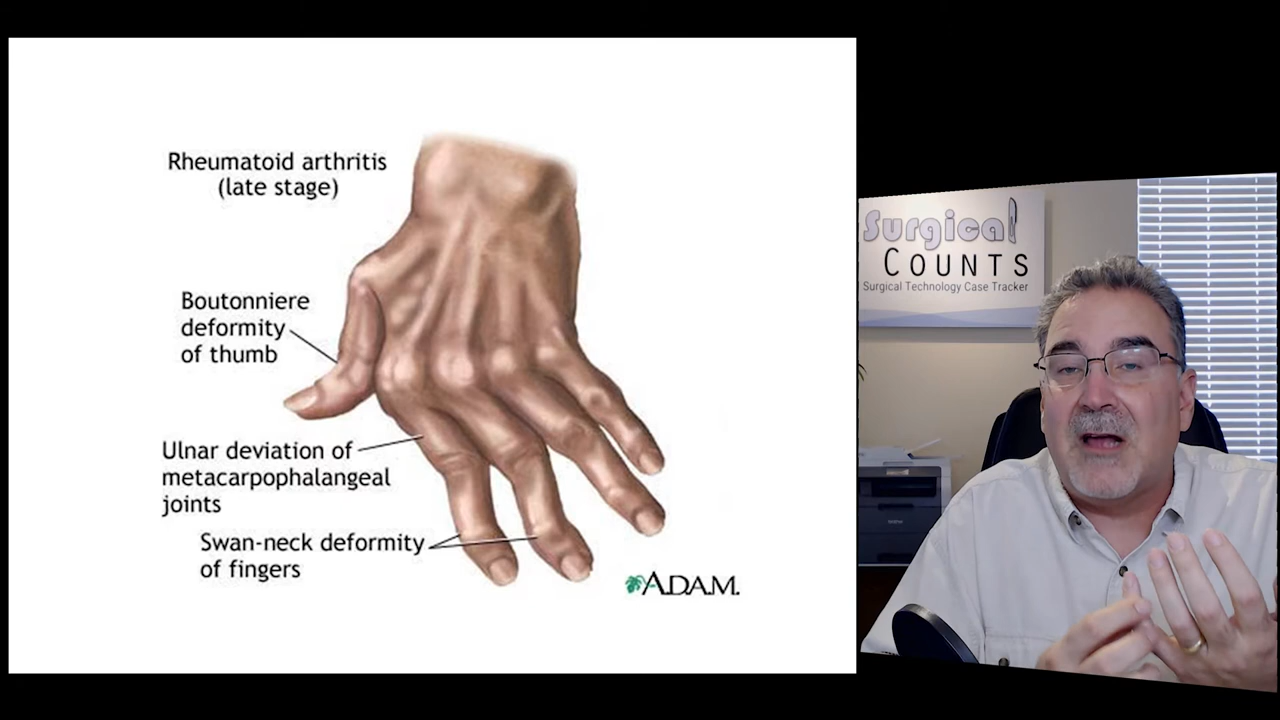 Rheumatoid arthritis
(late stage)
Boutonniere
deformity
of thumb
Ulnar deviation of
metacarpophalangeal
joints
Swan-neck deformity
of fingers
A.D.A.M.
Surgical
COUNTS
Surgical Technology Case Tracker